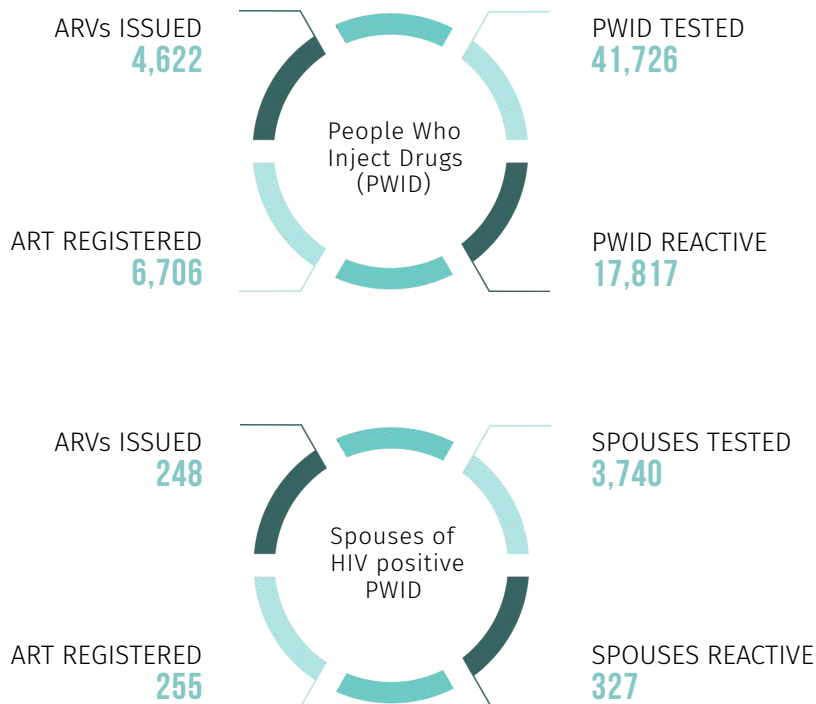 ARVs ISSUED
4,622
PWID TESTED
41,726
People Who
Inject Drugs
(PWID)
ART REGISTERED
6,706
PWID REACTIVE
17,817
ARVs ISSUED
248
SPOUSES TESTED
3,740
Spouses of
HIV positive
PWID
ART REGISTERED
255
SPOUSES REACTIVE
327